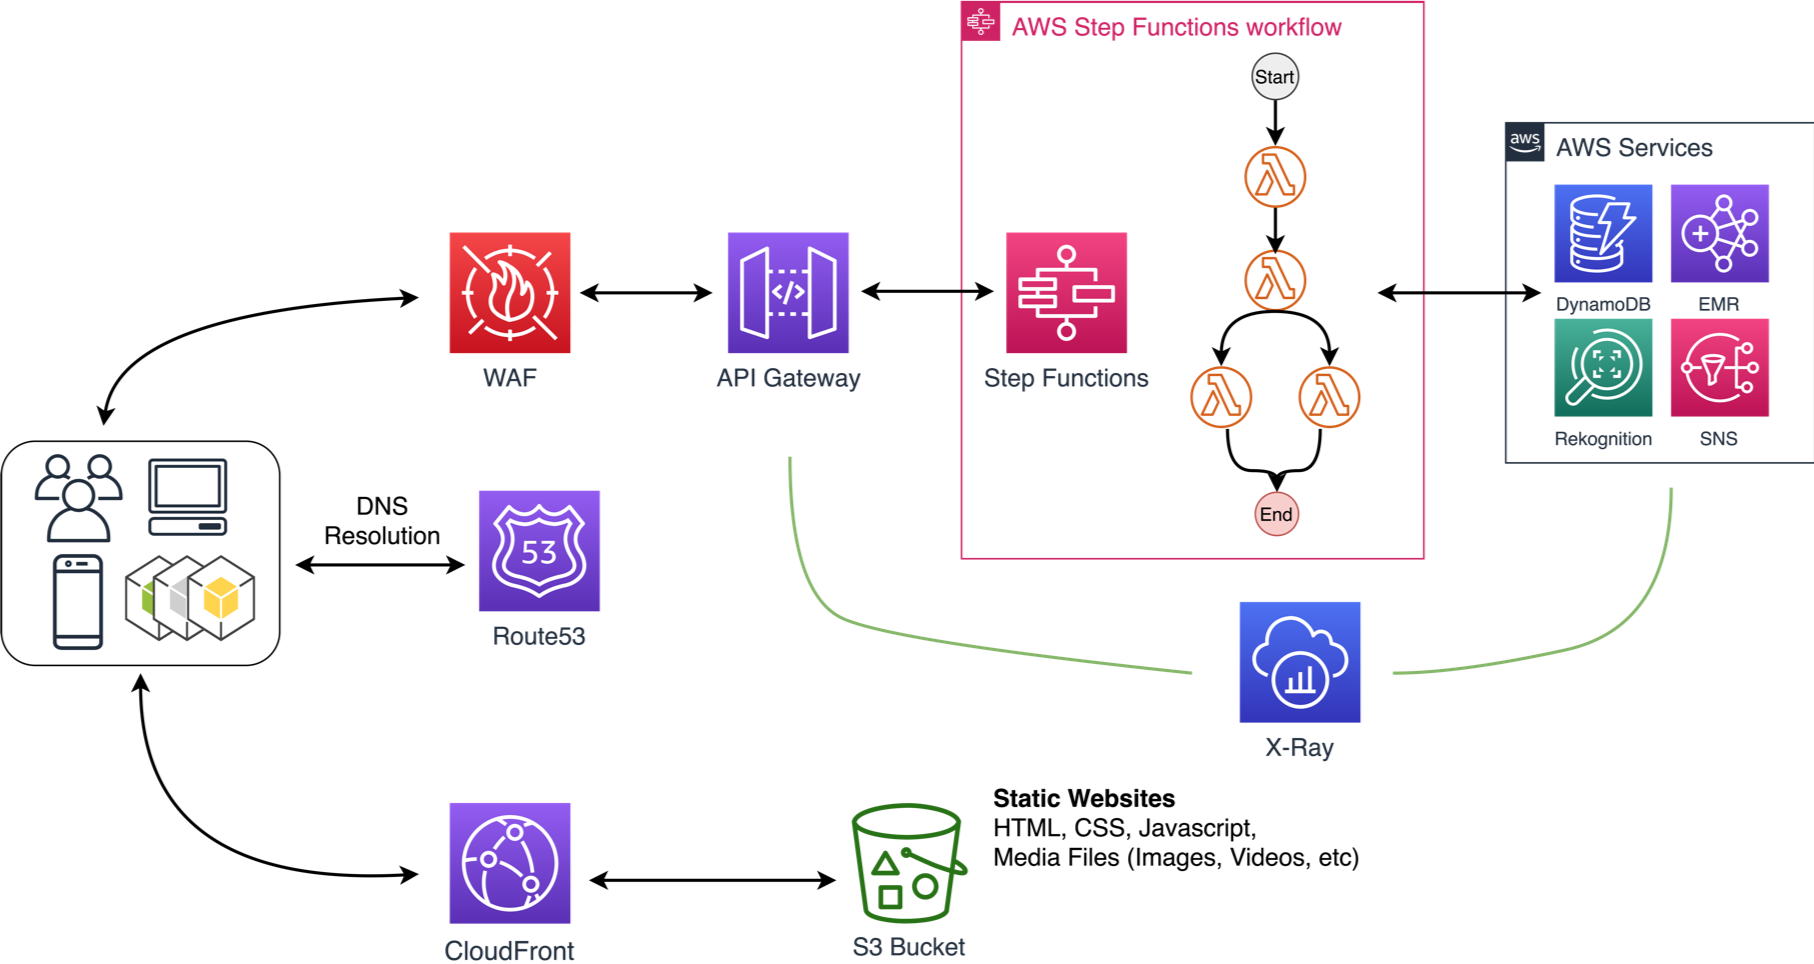 AWS Step Functions workflow
Start
aws
AWS Services
DynamoDB
EMR
Rekognition
SNS
WAF
</>
API Gateway
Step Functions
End
DNS
Resolution
53
Route53
X-Ray
Static Websites
HTML, CSS, Javascript,
Media Files (Images, Videos, etc)
CloudFront
S3 Bucket